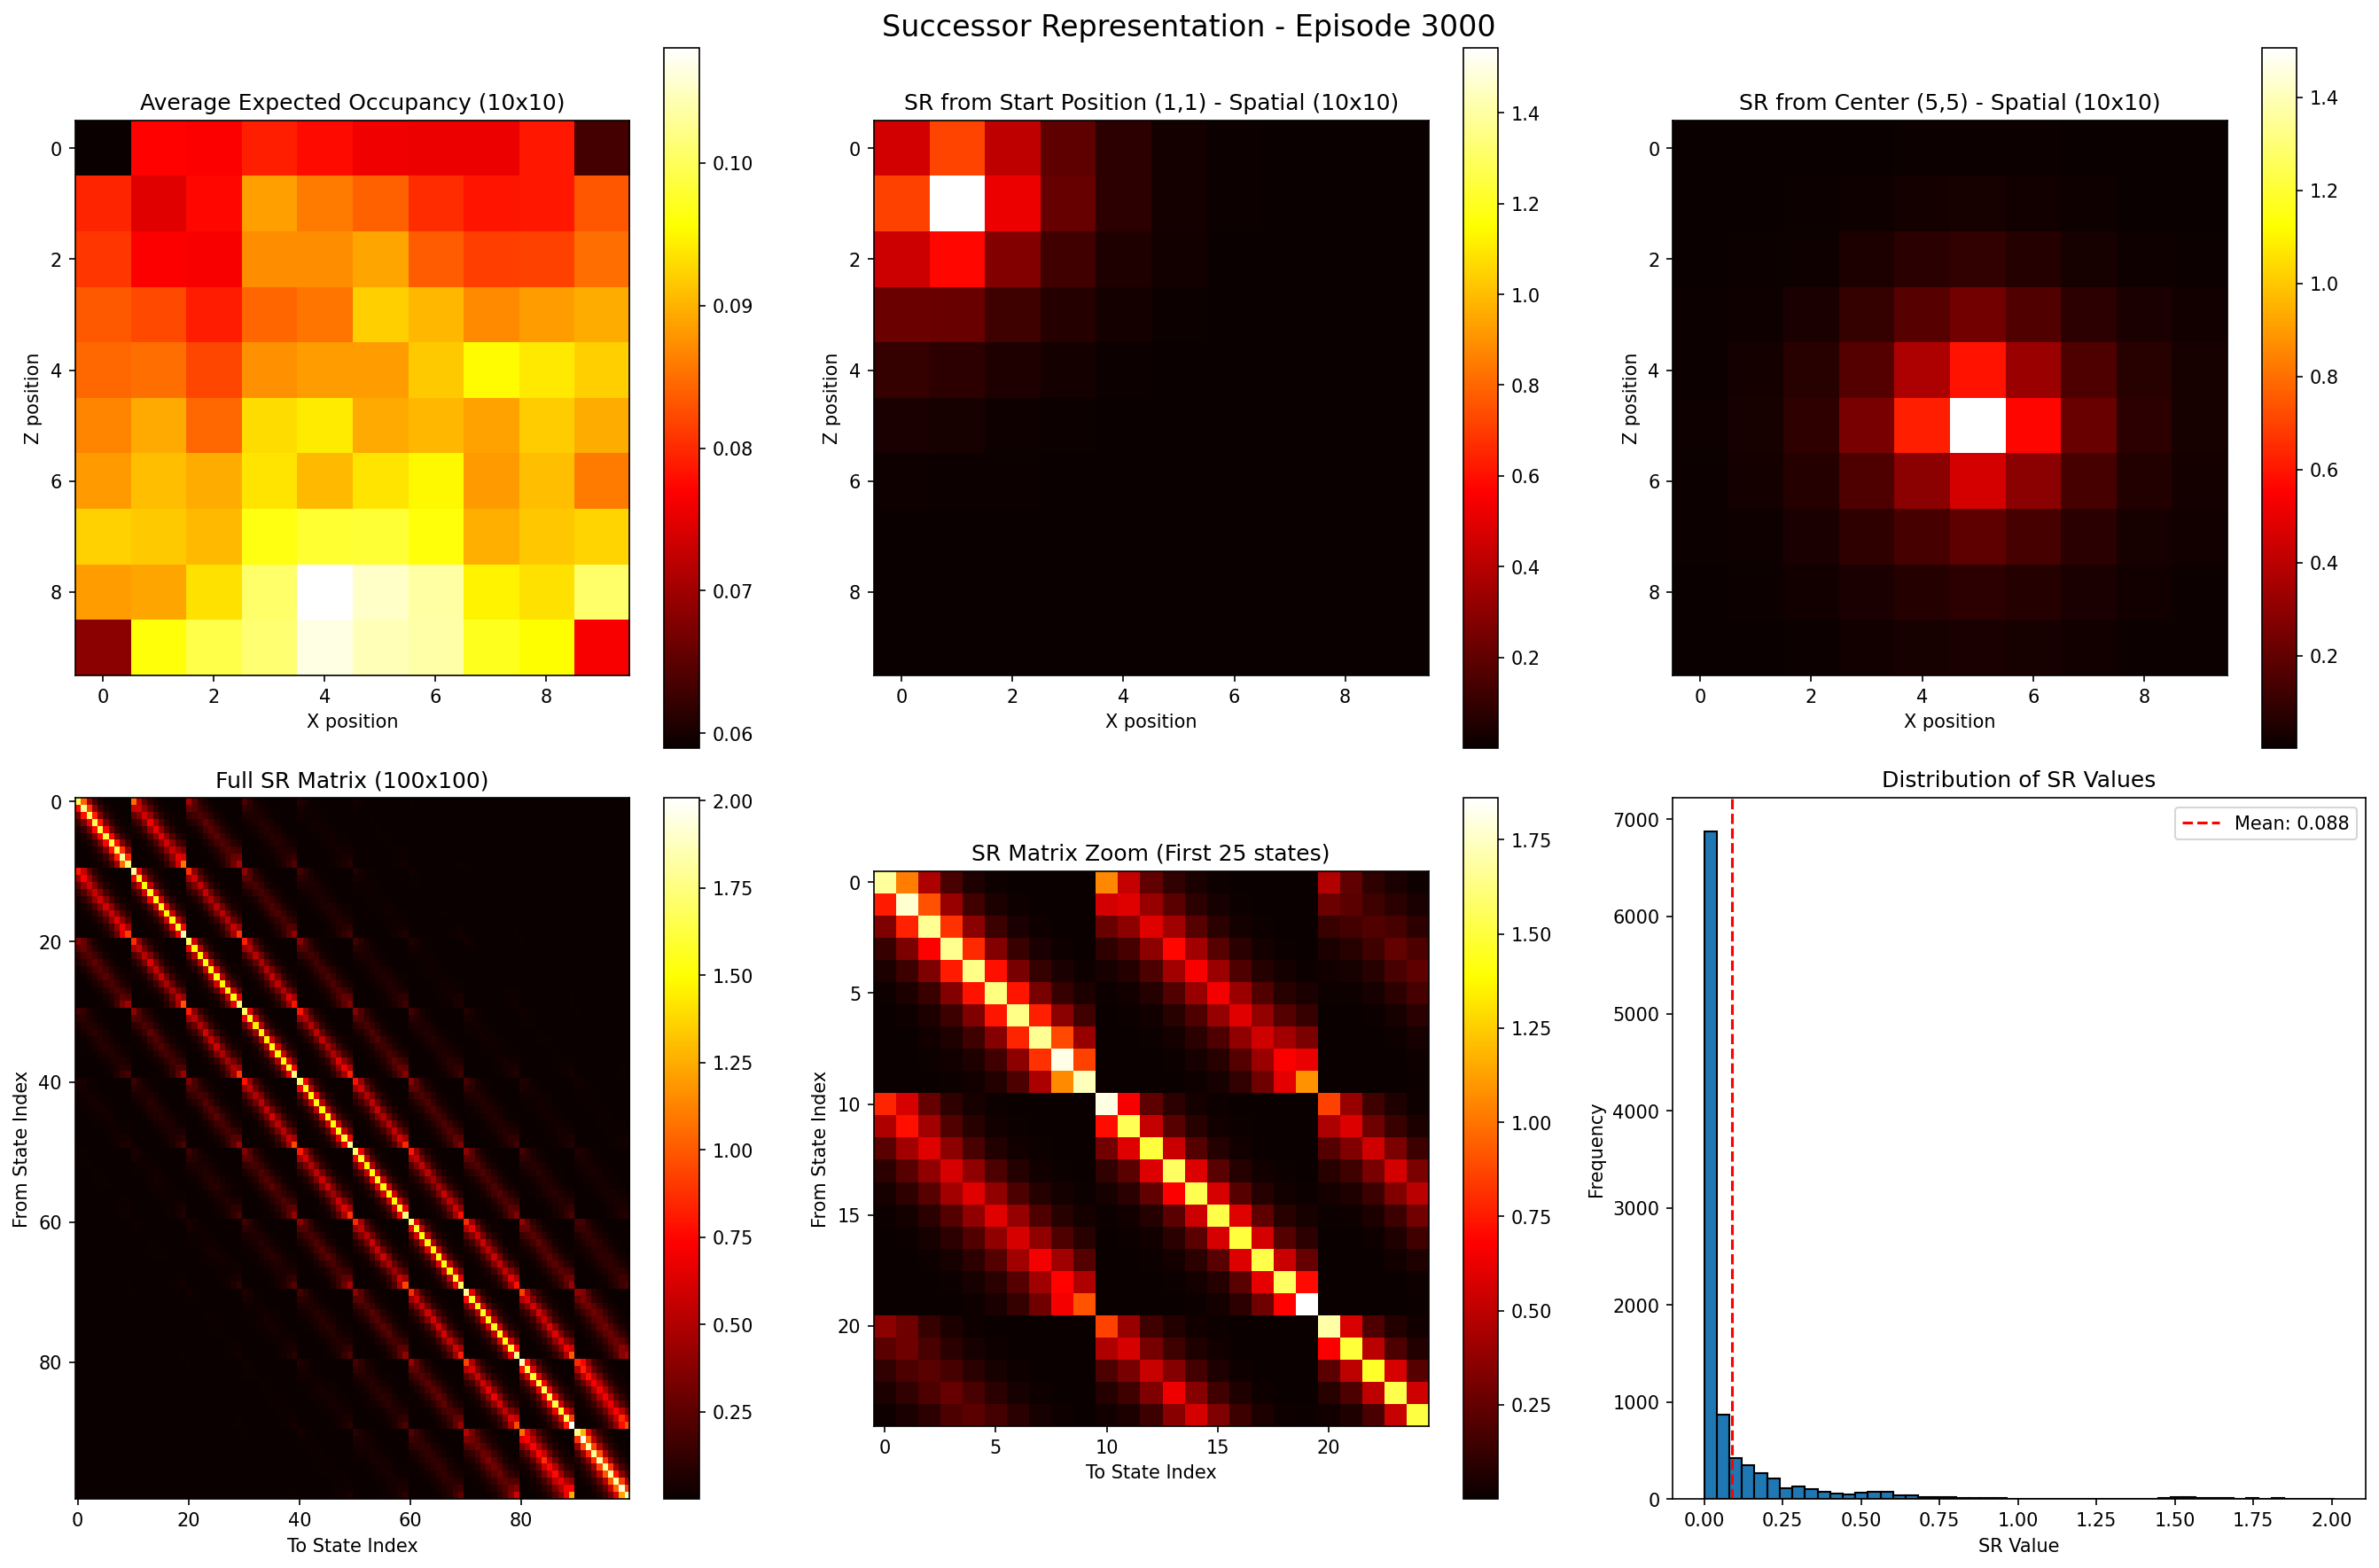 Successor Representation - Episode 3000
Average Expected Occupancy (10x10)
0
2
4
6
8
Z position
0 2 4 6 8
X position
0.10
0.09
0.08
0.07
0.06
SR from Start Position (1,1) - Spatial (10x10)
0
2
4
6
8
Z position
0 2 4 6 8
X position
1.4
1.2
1.0
0.8
0.6
0.4
0.2
SR from Center (5,5) - Spatial (10x10)
0
2
4
6
8
Z position
0 2 4 6 8
X position
1.4
1.2
1.0
0.8
0.6
0.4
0.2
Full SR Matrix (100x100)
0
20
40
60
80
From State Index
0 20 40 60 80
To State Index
2.00
1.75
1.50
1.25
1.00
0.75
0.50
0.25
SR Matrix Zoom (First 25 states)
0
5
10
15
20
From State Index
0 5 10 15 20
To State Index
1.75
1.50
1.25
1.00
0.75
0.50
0.25
Distribution of SR Values
Mean: 0.088
7000
6000
5000
4000
3000
2000
1000
0
Frequency
0.00 0.25 0.50 0.75 1.00 1.25 1.50 1.75 2.00
SR Value